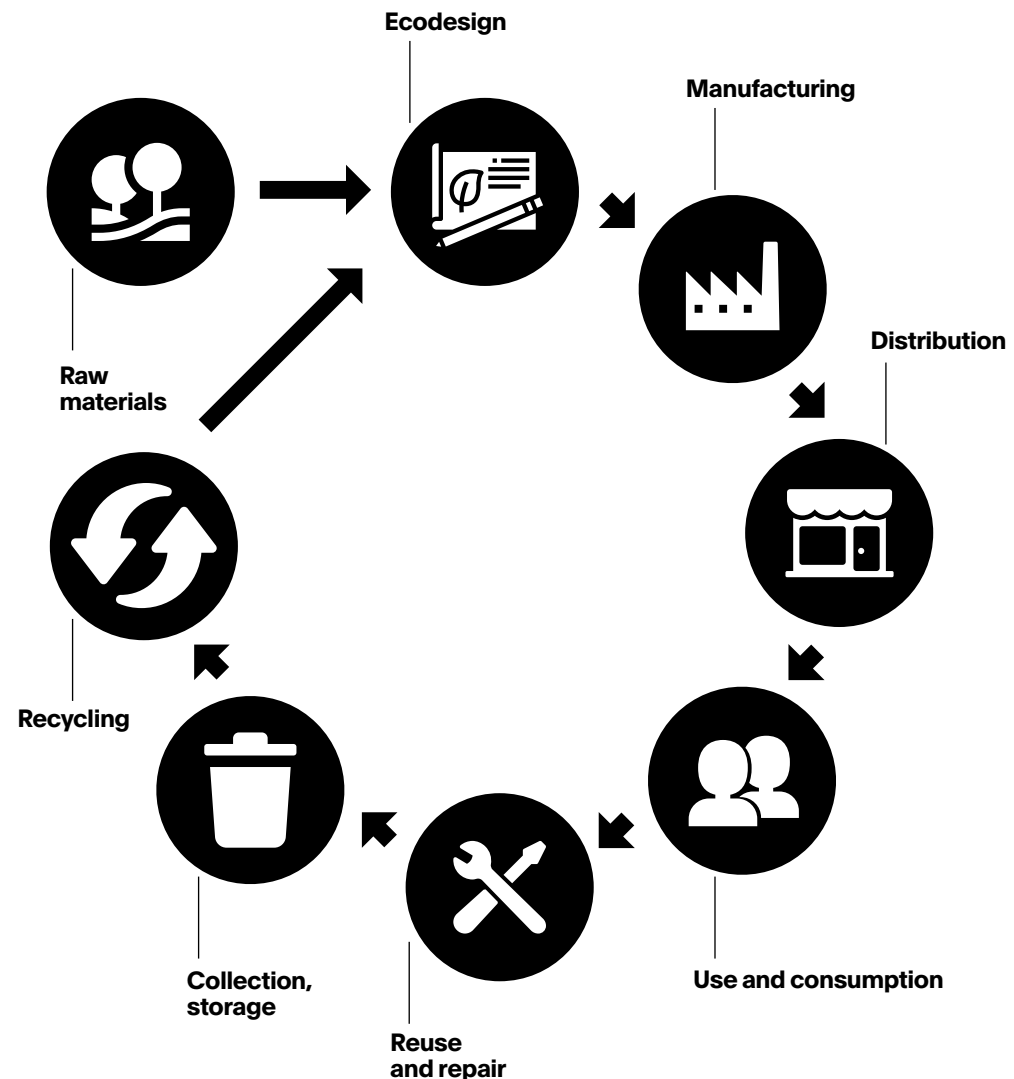 Ecodesign
Manufacturing
Distribution
Raw
materials
Recycling
Collection,
storage
Use and consumption
Reuse
and repair